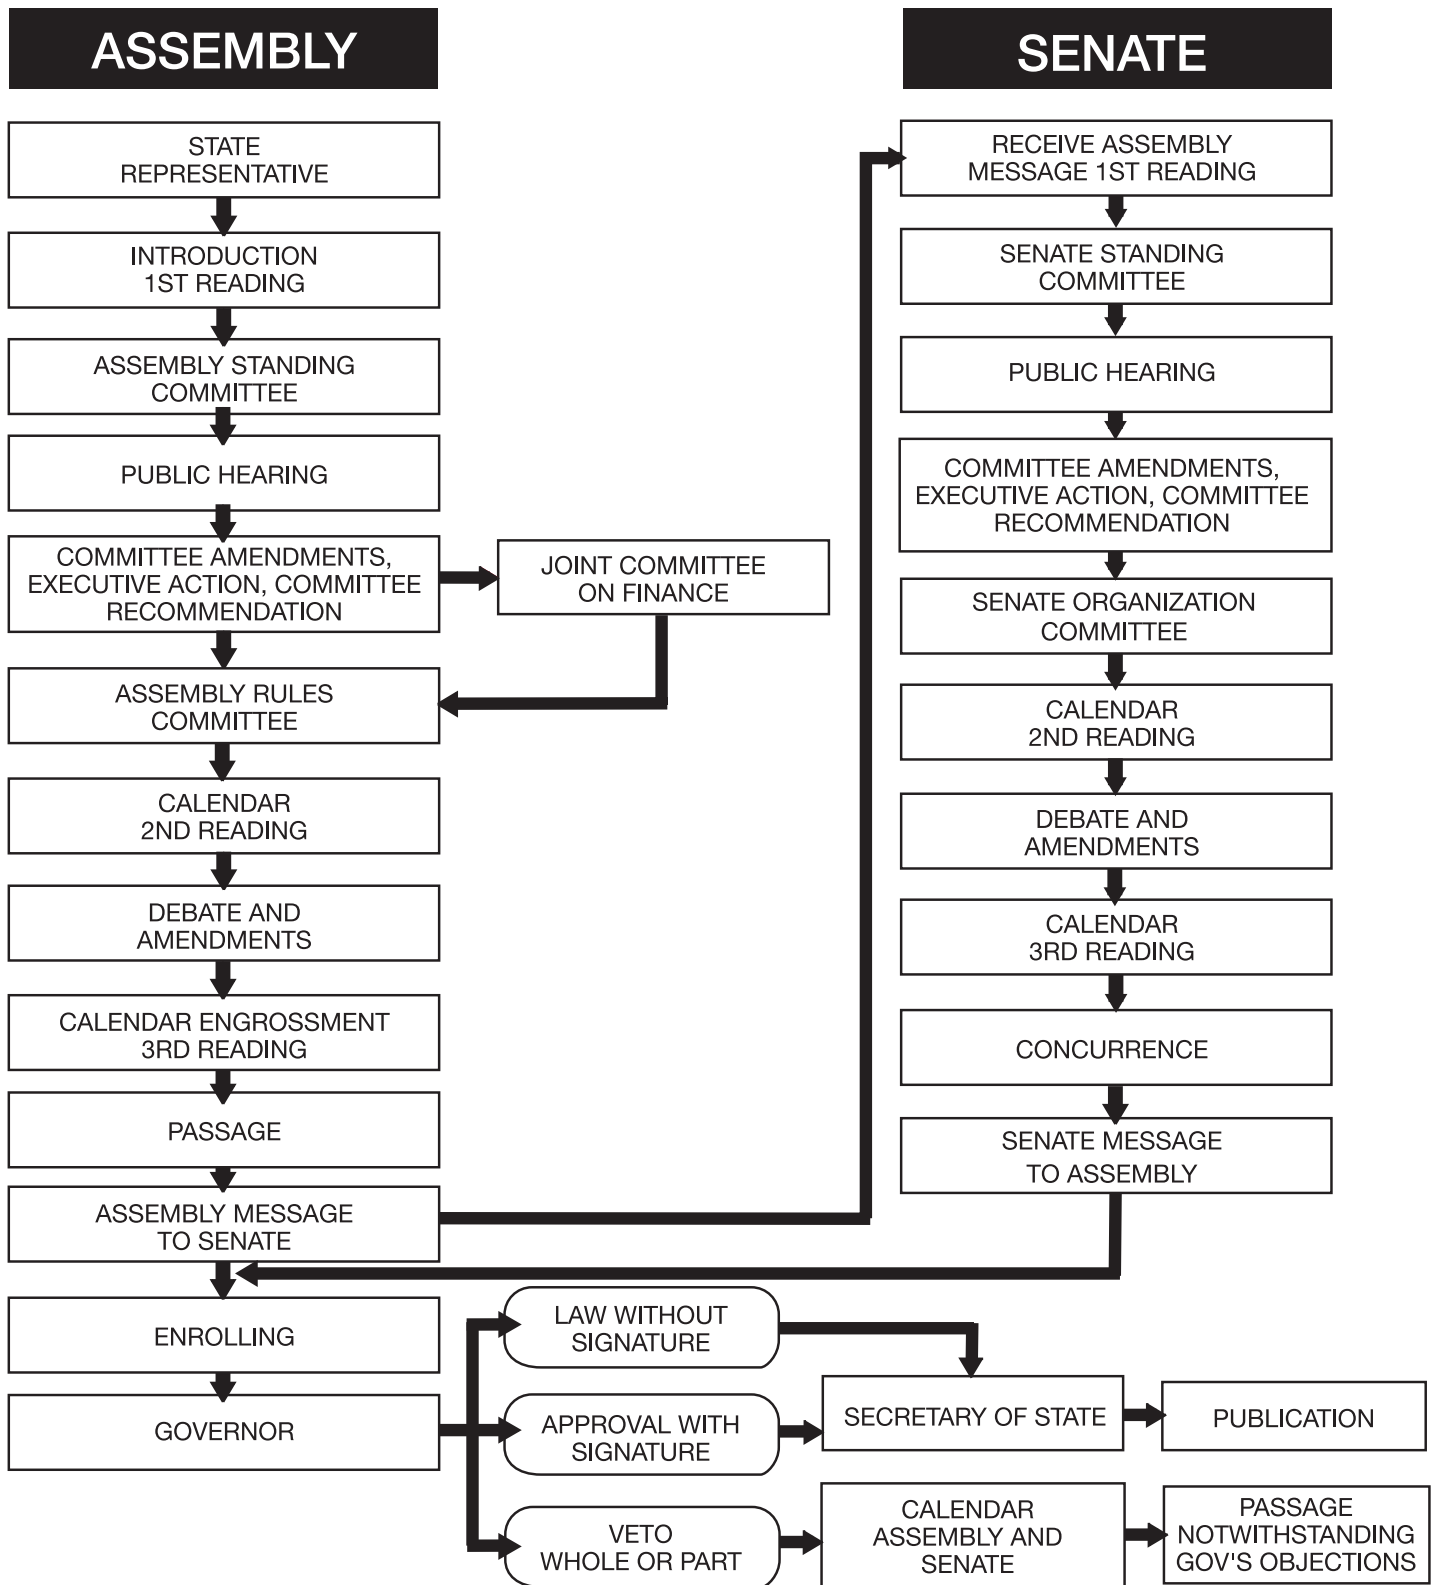 ASSEMBLY
STATE
REPRESENTATIVE
INTRODUCTION
1ST READING
ASSEMBLY STANDING
COMMITTEE
PUBLIC HEARING
COMMITTEE AMENDMENTS,
EXECUTIVE ACTION, COMMITTEE
RECOMMENDATION
JOINT COMMITTEE
ON FINANCE
ASSEMBLY RULES
COMMITTEE
CALENDAR
2ND READING
DEBATE AND
AMENDMENTS
CALENDAR ENGROSSMENT
3RD READING
PASSAGE
ASSEMBLY MESSAGE
TO SENATE
SENATE
RECEIVE ASSEMBLY
MESSAGE 1ST READING
SENATE STANDING
COMMITTEE
PUBLIC HEARING
COMMITTEE AMENDMENTS,
EXECUTIVE ACTION, COMMITTEE
RECOMMENDATION
SENATE ORGANIZATION
COMMITTEE
CALENDAR
2ND READING
DEBATE AND
AMENDMENTS
CALENDAR
3RD READING
CONCURRENCE
SENATE MESSAGE
TO ASSEMBLY
ENROLLING
GOVERNOR
LAW WITHOUT
SIGNATURE
APPROVAL WITH
SIGNATURE
SECRETARY OF STATE
PUBLICATION
VETO
WHOLE OR PART
CALENDAR
ASSEMBLY AND
SENATE
PASSAGE
NOTWITHSTANDING
GOV'S OBJECTIONS